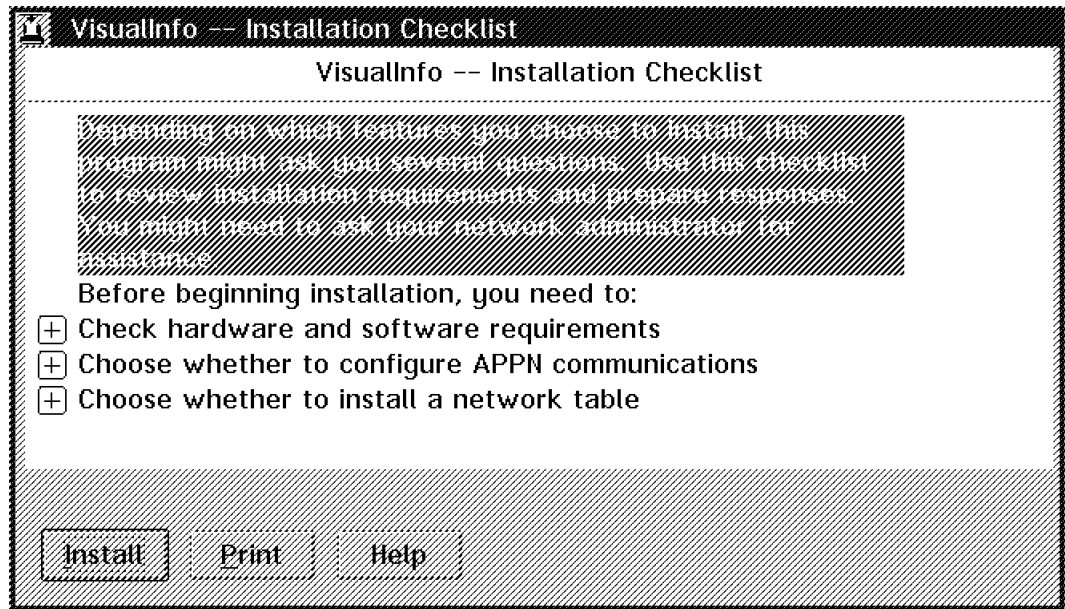 VisualInfo -- Installation Checklist
VisualInfo -- Installation Checklist
Depending on which features you choose to install, this
program might ask you several questions. Use this checklist
to review installation requirements and prepare responses.
You might need to ask your network administrator for
assistance.
Before beginning installation, you need to:
Check hardware and software requirements
Choose whether to configure APPN communications
Choose whether to install a network table
Install Print Help